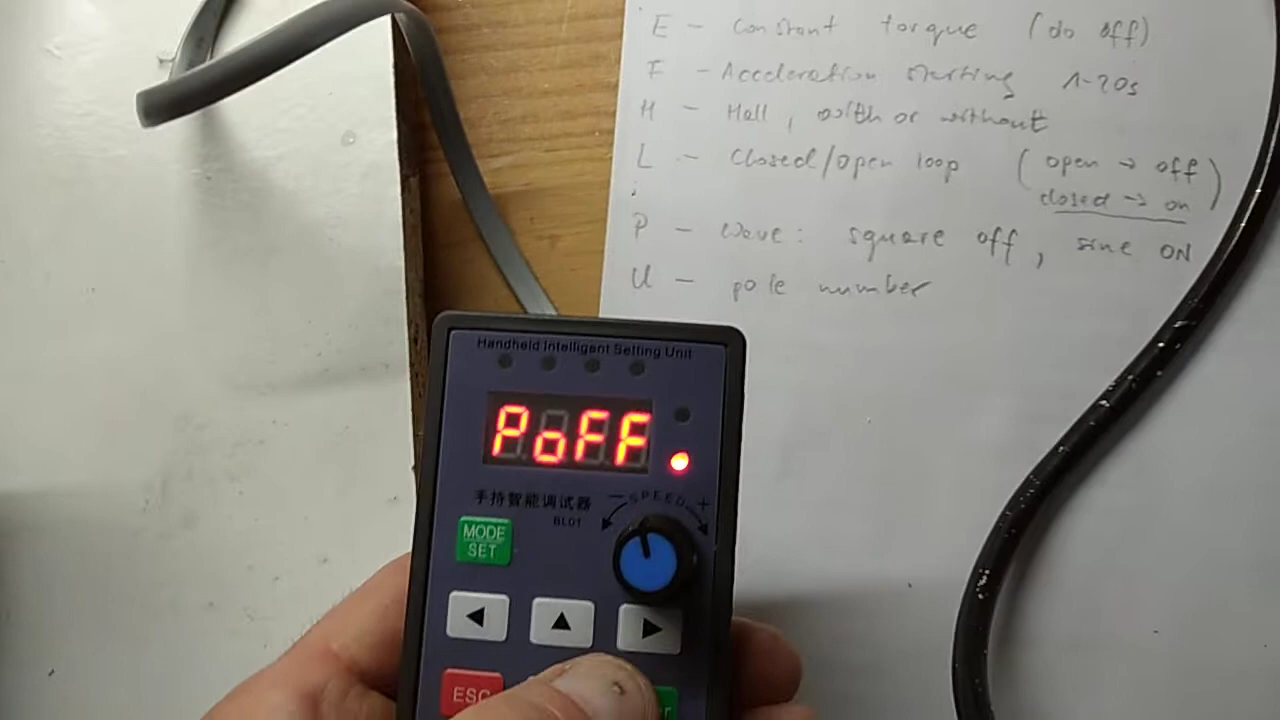 E - Constant torque (do off)
F - Acceleration starting 1-20s
H - Hall, with or without
L - Closed/open loop (open → off)
closed → on
P - Wave: square off, sine ON
U - pole number
Handheld Intelligent Setting Unit
PoFF.
手持智能调试器
BL01
- SPEED +
MODE
SET
ESC